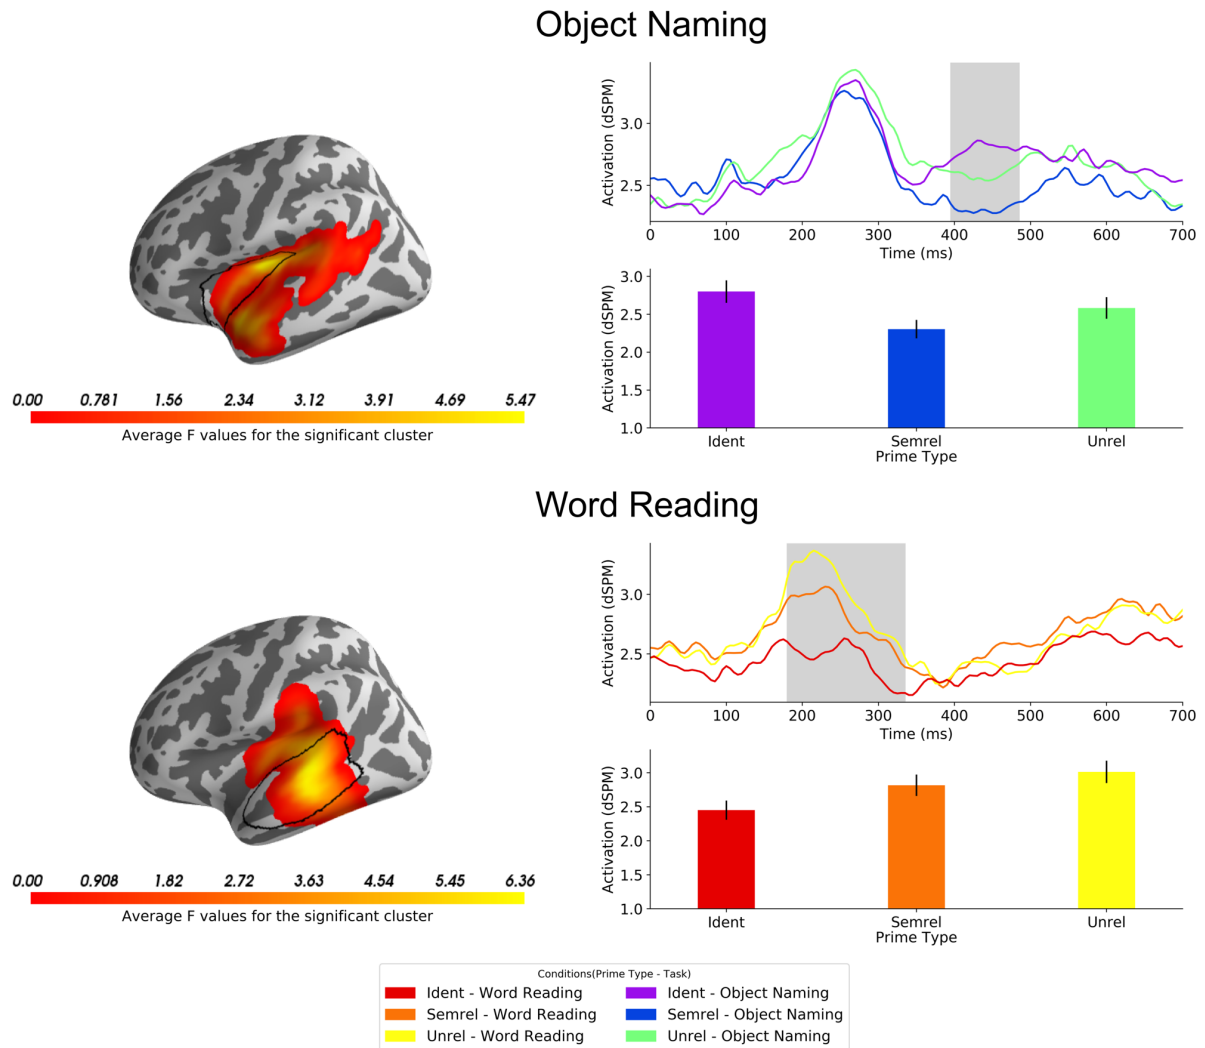 Object Naming
Activation (dSPM)
3.0
2.5
0 100 200 300 400 500 600 700
Time (ms)
Activation (dSPM)
3.0
2.5
2.0
1.5
1.0
Ident Semrel Unrel
Prime Type
0.00 0.781 1.56 2.34 3.12 3.91 4.69 5.47
Average F values for the significant cluster
Word Reading
Activation (dSPM)
3.0
2.5
0 100 200 300 400 500 600 700
Time (ms)
Activation (dSPM)
3.0
2.5
2.0
1.5
1.0
Ident Semrel Unrel
Prime Type
0.00 0.908 1.82 2.72 3.63 4.54 5.45 6.36
Average F values for the significant cluster
Conditions(Prime Type - Task)
Ident - Word Reading Ident - Object Naming
Semrel - Word Reading Semrel - Object Naming
Unrel - Word Reading Unrel - Object Naming